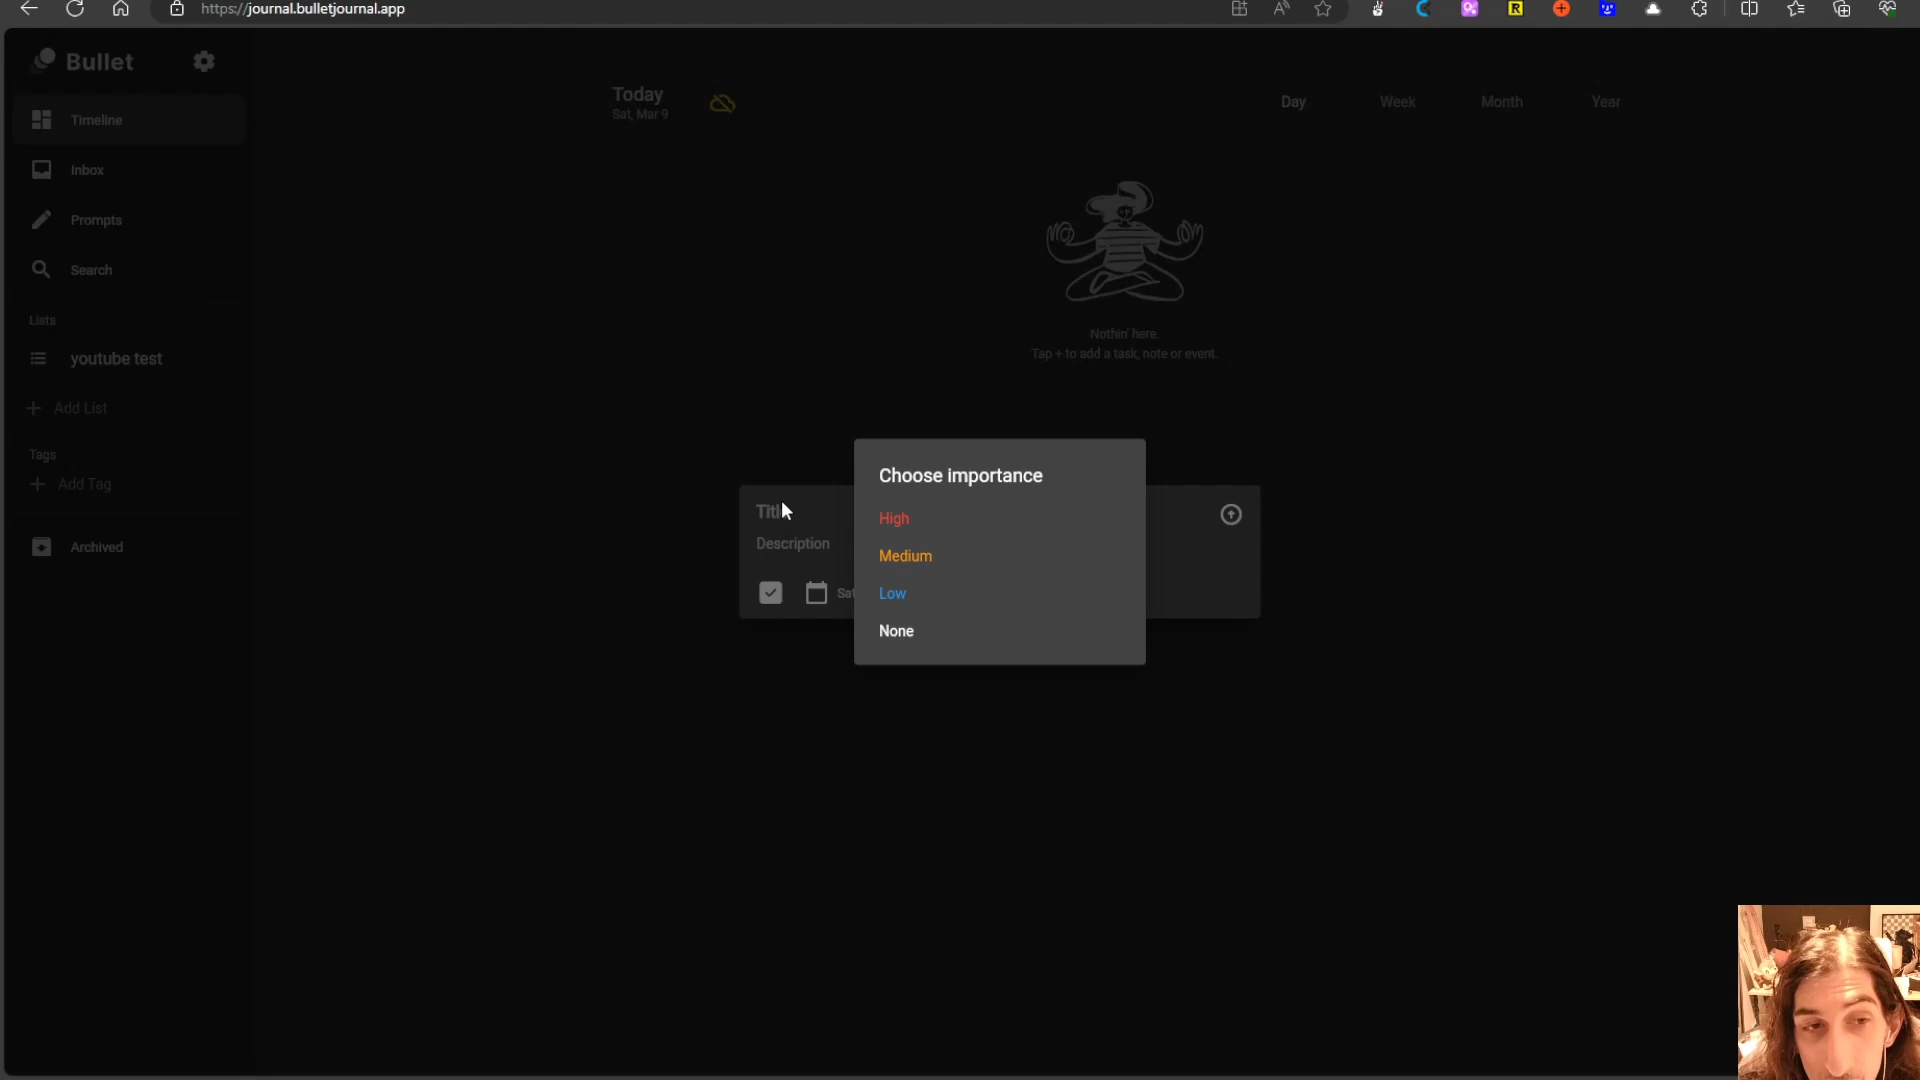 https://journal.bulletjournal.app
Bullet
Timeline
Inbox
Prompts
Search
Lists
youtube test
Add List
Tags
Add Tag
Archived
Today
Sat, Mar 9
Day
Week
Month
Year
Nothin' here.
Tap + to add a task, note or event.
Choose importance
High
Medium
Low
None
Title
Description
Sat